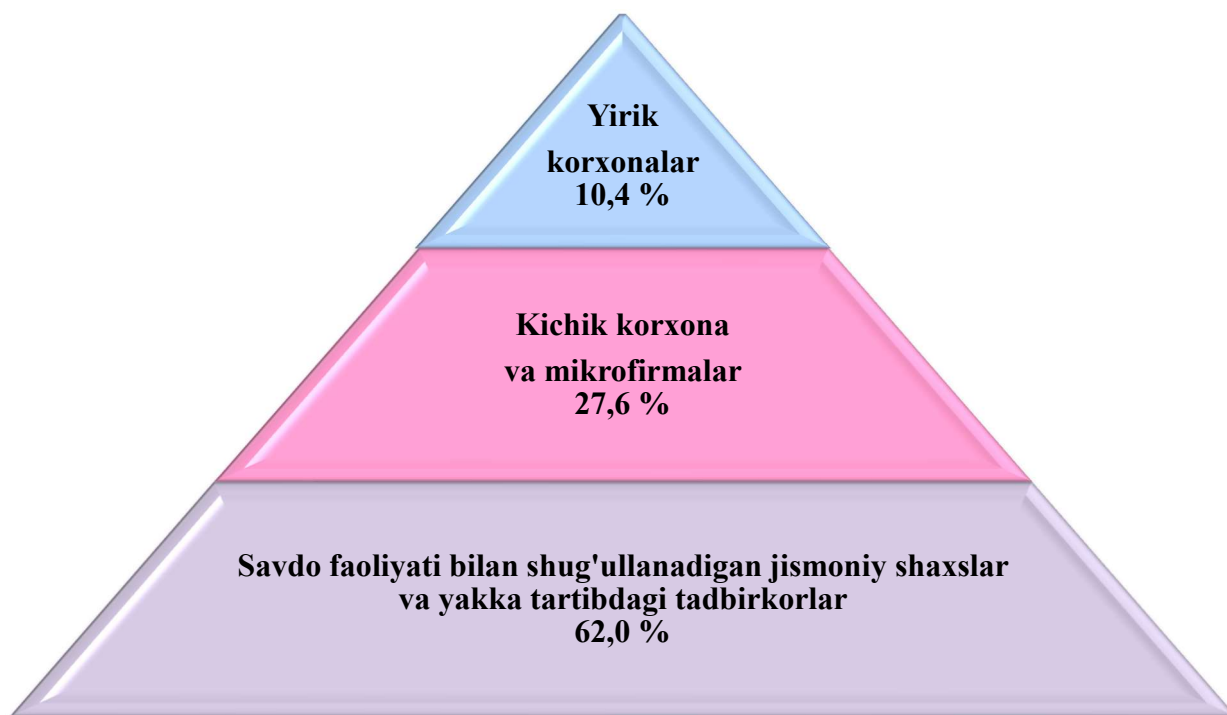 Yirik
korxonalar
10,4 %
Kichik korxona
va mikrofirmalar
27,6 %
Savdo faoliyati bilan shug'ullanadigan jismoniy shaxslar
va yakka tartibdagi tadbirkorlar
62,0 %